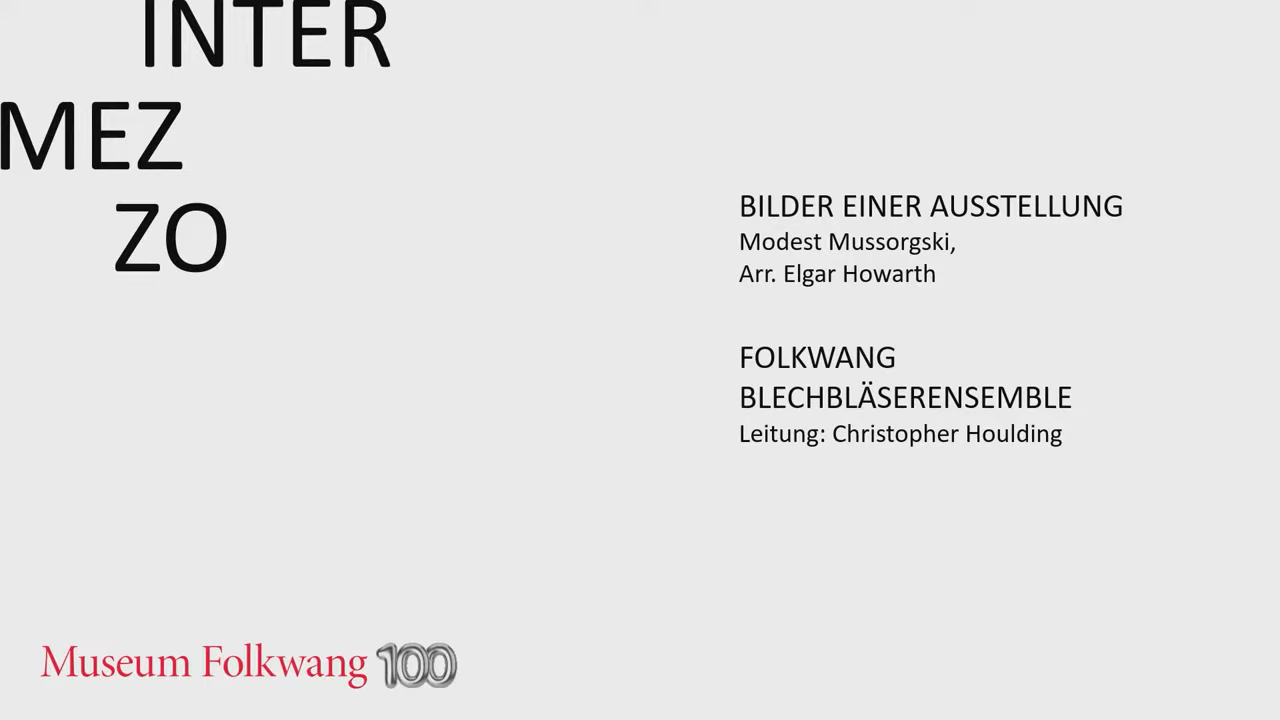 INTER
MEZ
ZO
BILDER EINER AUSSTELLUNG
Modest Mussorgski,
Arr. Elgar Howarth
FOLKWANG
BLECHBLÄSERENSEMBLE
Leitung: Christopher Houlding
Museum Folkwang 100